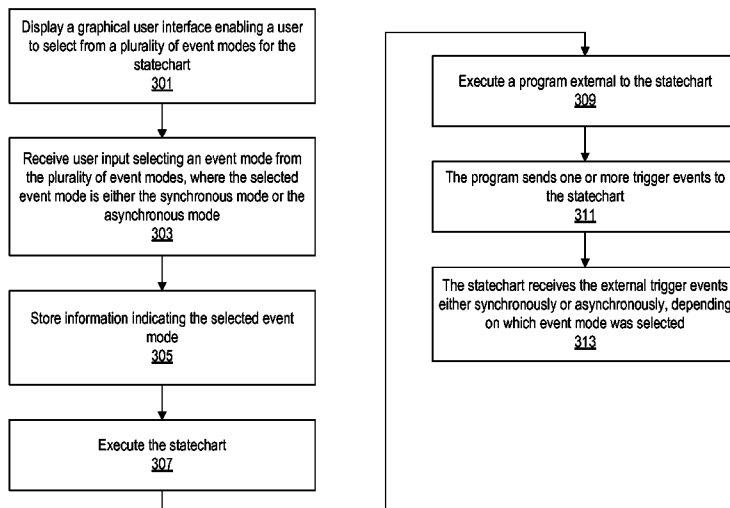 Display a graphical user interface enabling a user
to select from a plurality of event modes for the
statechart
301
Receive user input selecting an event mode from
the plurality of event modes, where the selected
event mode is either the synchronous mode or the
asynchronous mode
303
Store information indicating the selected event
mode
305
Execute the statechart
307
Execute a program external to the statechart
309
The program sends one or more trigger events to
the statechart
311
The statechart receives the external trigger events
either synchronously or asynchronously, depending
on which event mode was selected
313